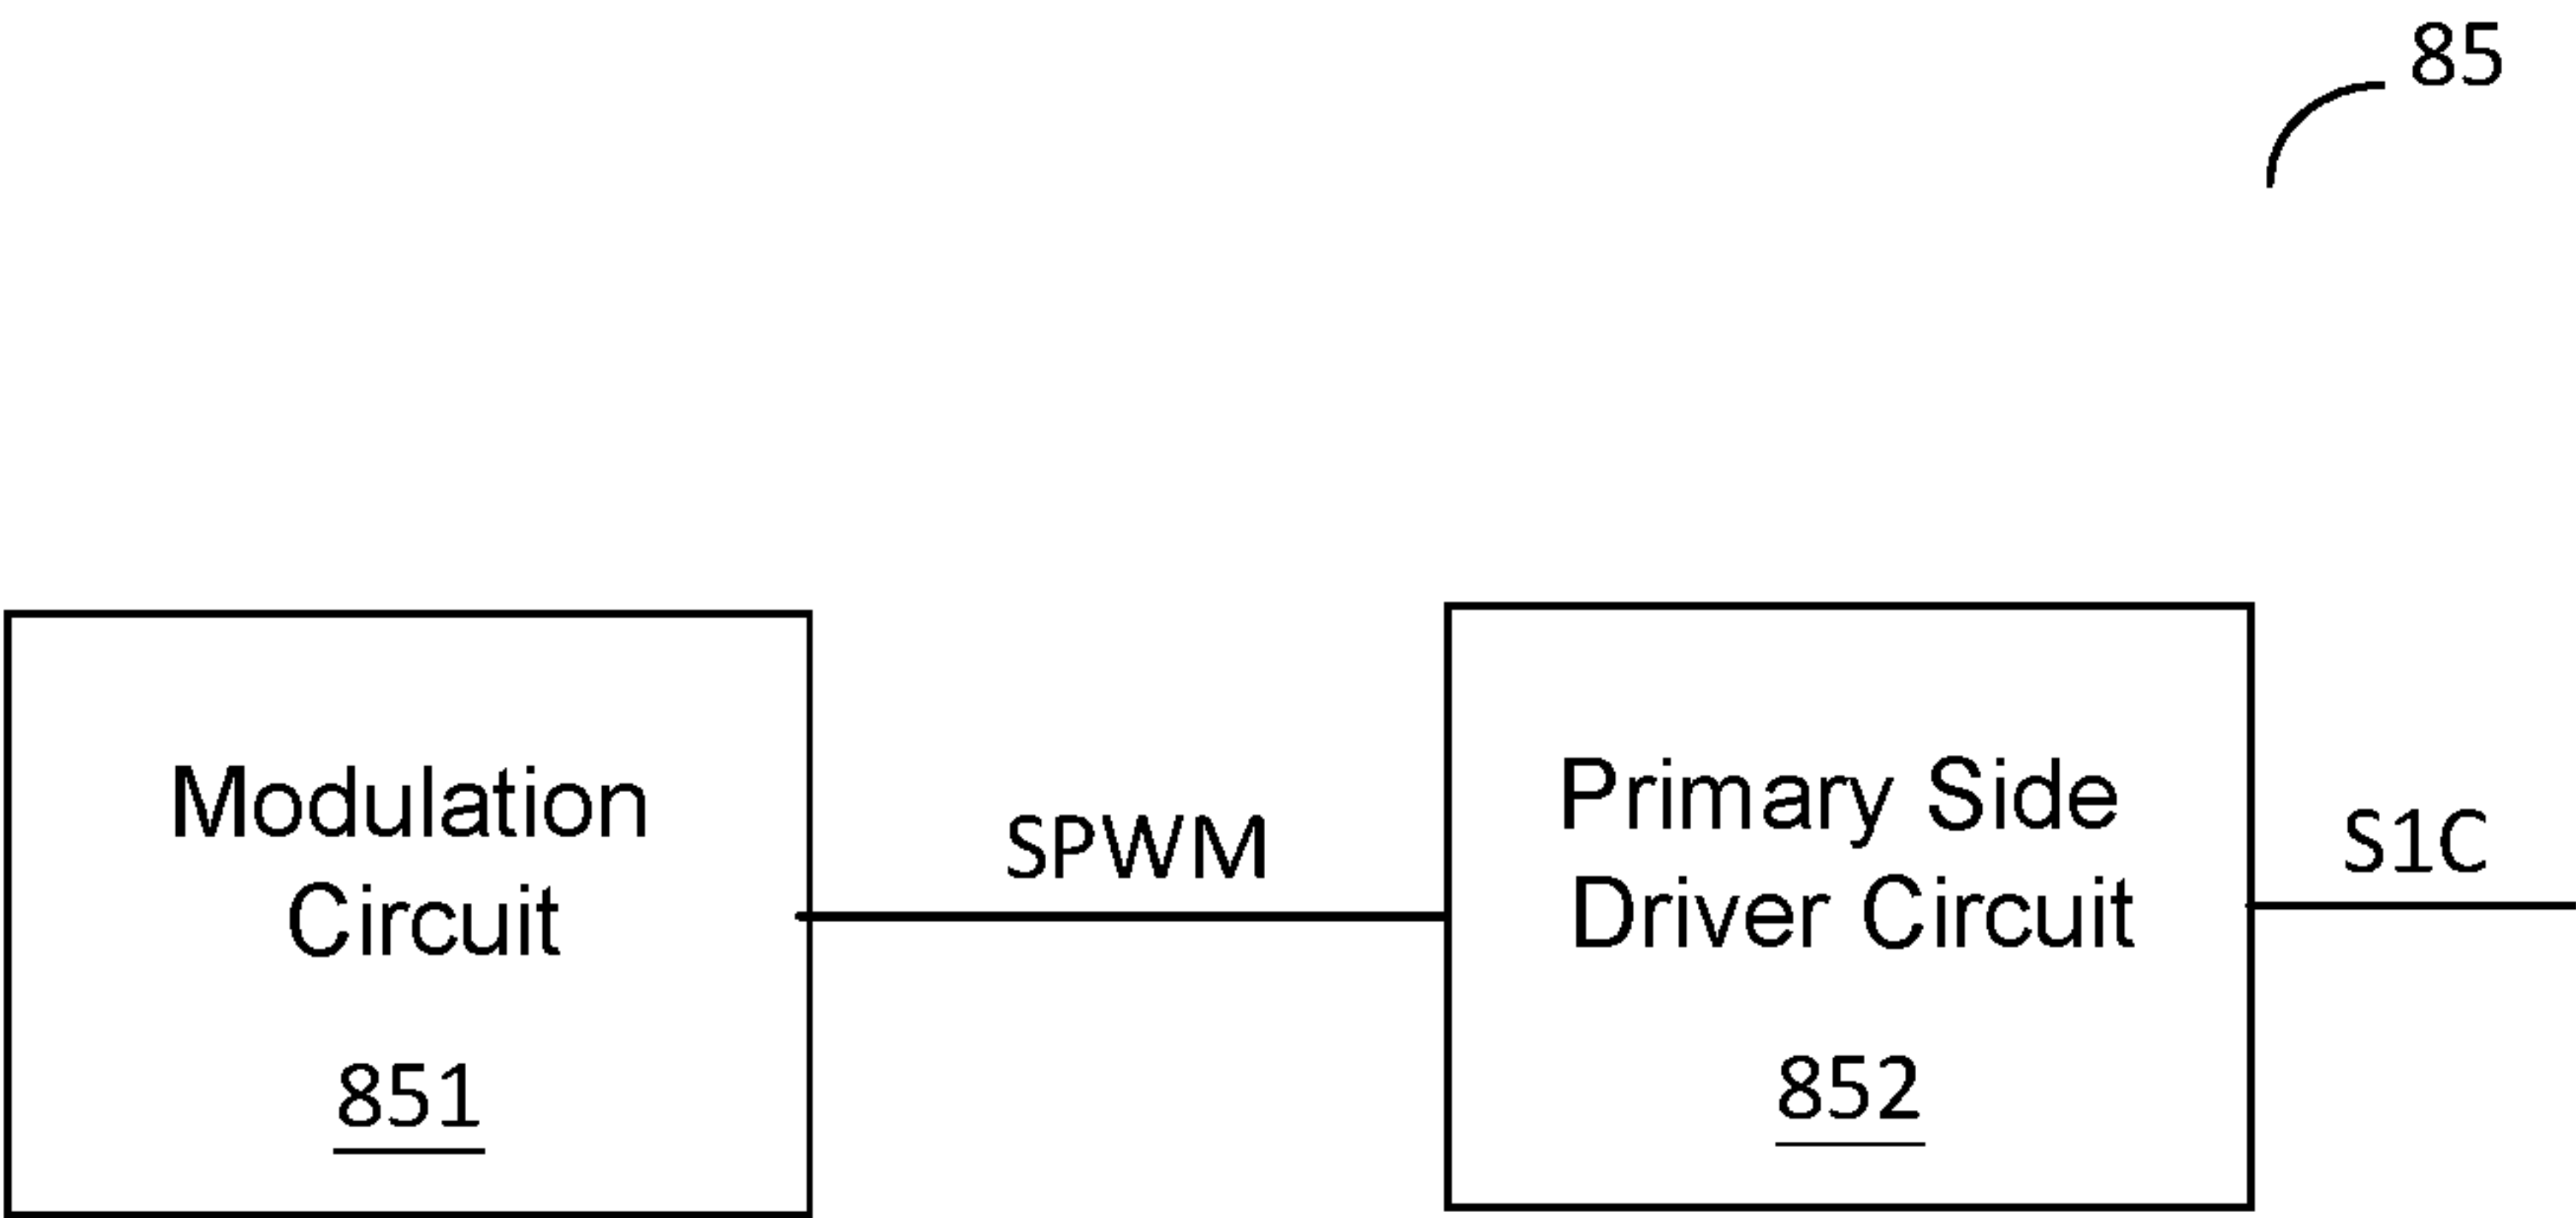 85
Modulation
Circuit
851
SPWM
Primary Side
Driver Circuit
852
S1C